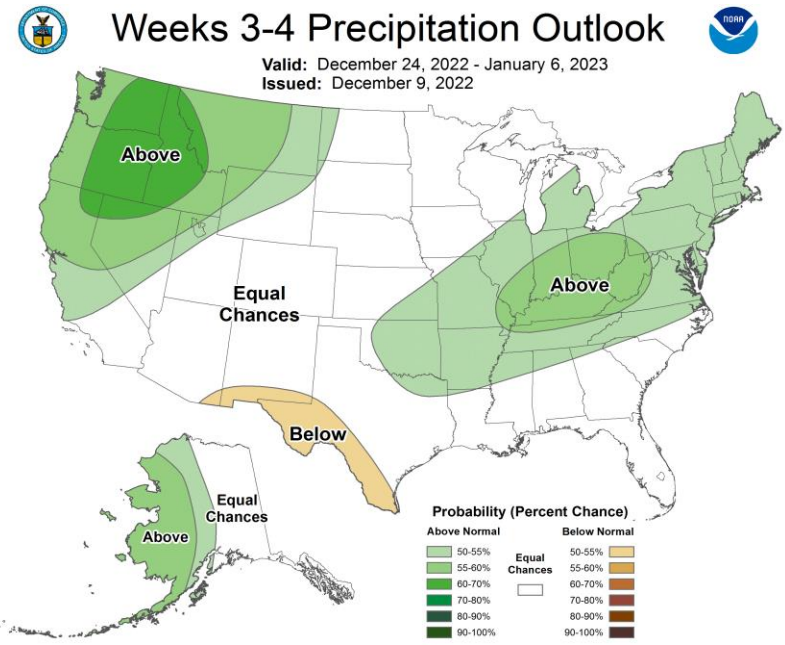 Weeks 3-4 Precipitation Outlook
NOAA
Valid: December 24, 2022 - January 6, 2023
Issued: December 9, 2022
Above
Above
Equal
Chances
Below
Above
Equal
Chances
Probability (Percent Chance)
Above Normal
Below Normal
Equal
Chances
50-55%
55-60%
60-70%
70-80%
80-90%
90-100%
50-55%
55-60%
60-70%
70-80%
80-90%
90-100%